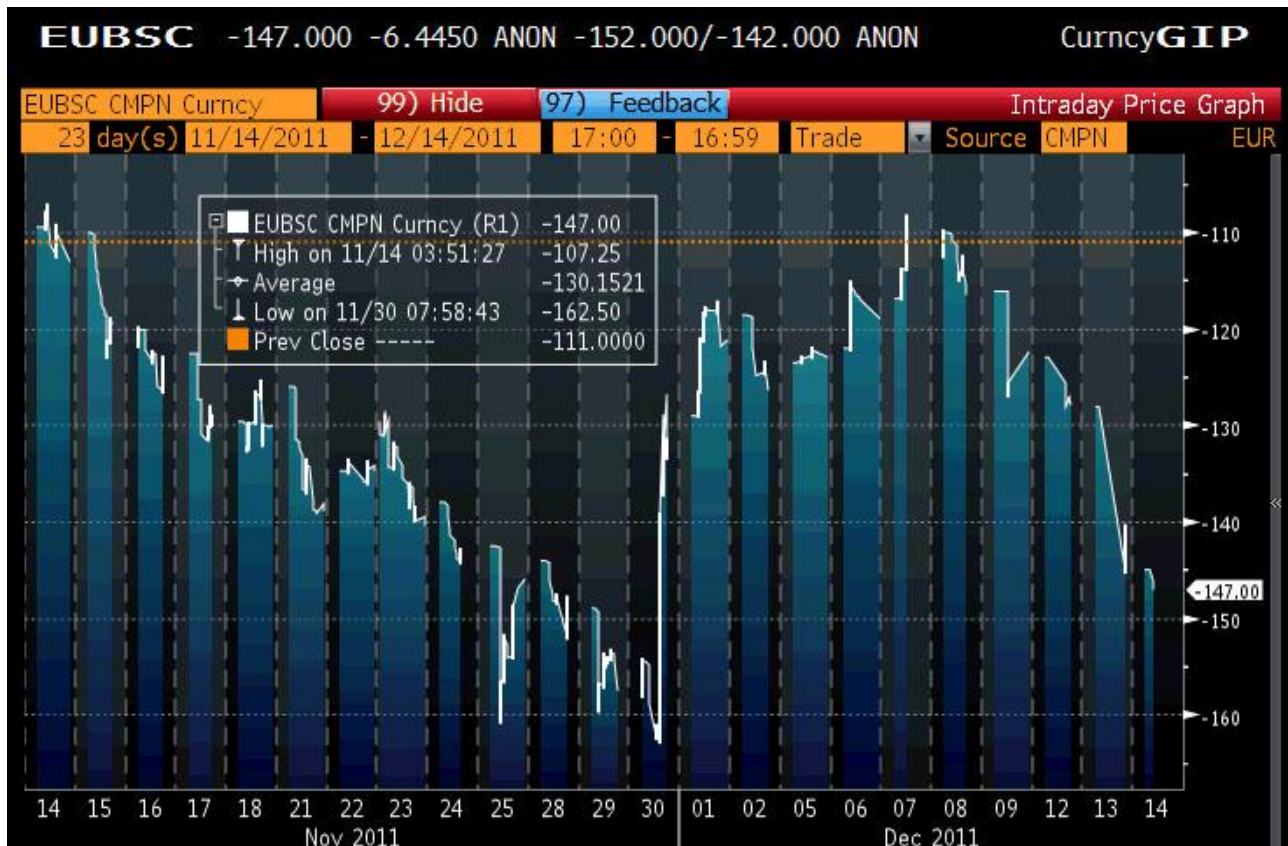 EUBSC -147.000 -6.4450 ANON -152.000/-142.000 ANON CurncyGIP
EUBSC CMPN Curncy 99) Hide 97) Feedback Intraday Price Graph
23 day(s) 11/14/2011 - 12/14/2011 17:00 - 16:59 Trade Source CMPN EUR
EUBSC CMPN Curncy (R1) -147.00
High on 11/14 03:51:27 -107.25
Average -130.1521
Low on 11/30 07:58:43 -162.50
Prev Close ----- -111.0000
-110
-120
-130
-140
-147.00
-150
-160
14 15 16 17 18 21 22 23 24 25 28 29 30 01 02 05 06 07 08 09 12 13 14
Nov 2011 Dec 2011